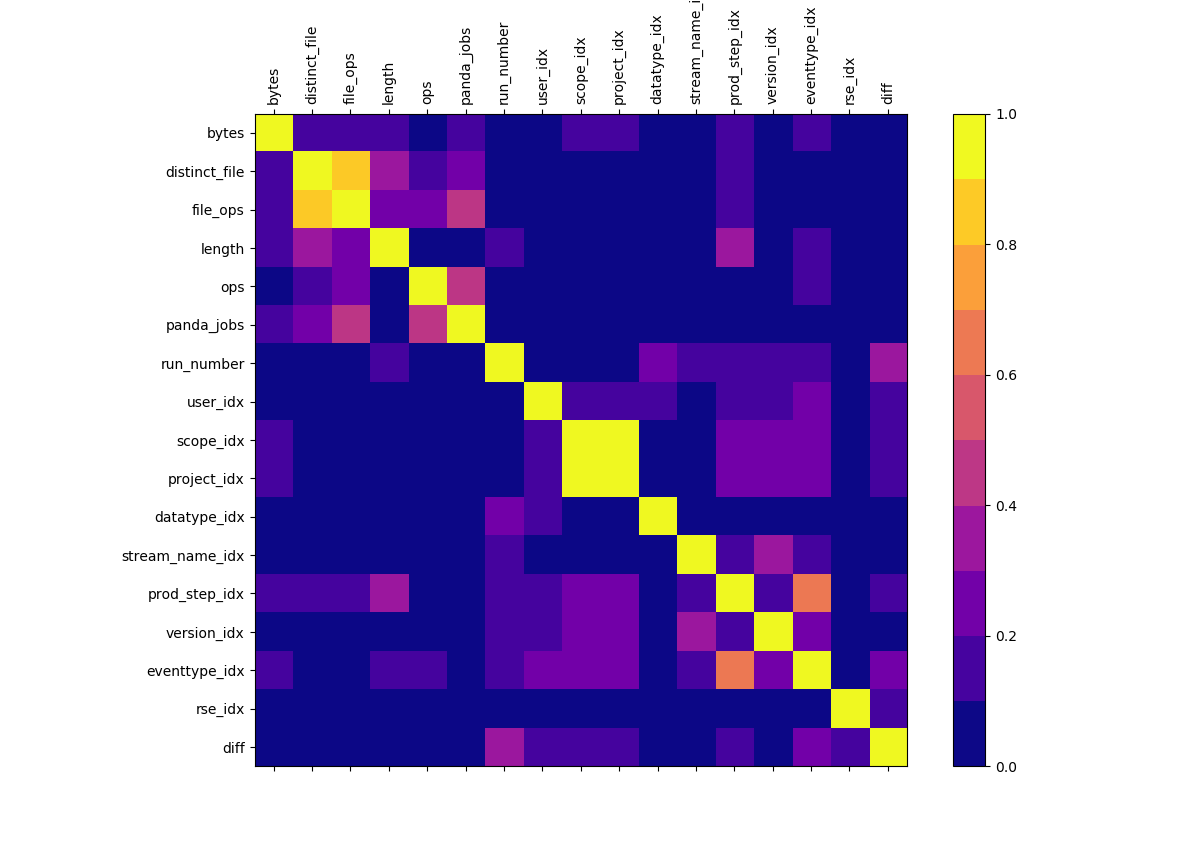 bytes
distinct_file
file_ops
length
ops
panda_jobs
run_number
user_idx
scope_idx
project_idx
datatype_idx
stream_name_i
prod_step_idx
version_idx
eventtype_idx
rse_idx
diff
bytes
distinct_file
file_ops
length
ops
panda_jobs
run_number
user_idx
scope_idx
project_idx
datatype_idx
stream_name_idx
prod_step_idx
version_idx
eventtype_idx
rse_idx
diff
1.0
0.8
0.6
0.4
0.2
0.0